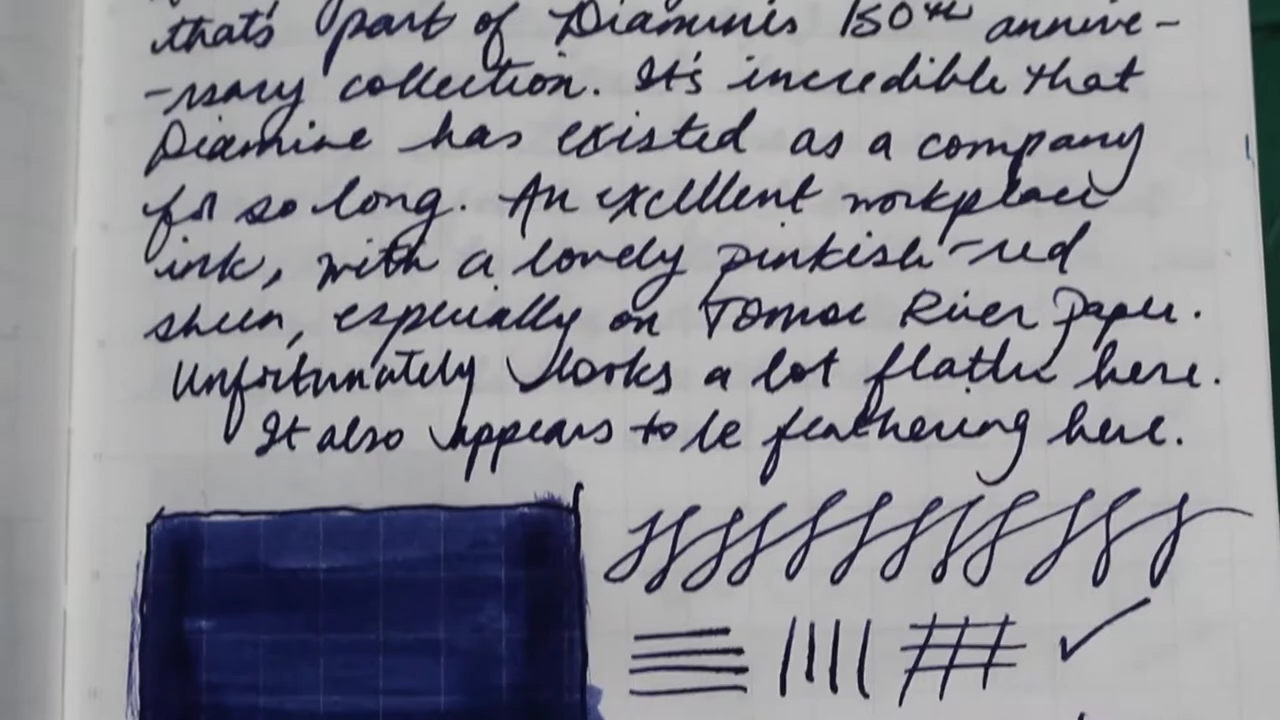 that's part of Diamine's 150th annive-
-rsary collection. It's incredible that
Diamine has existed as a company
for so long. An excellent workplace
ink, with a lovely pinkish-red
sheen, especially on Tomoe River Paper.
Unfortunately looks a lot flatter here.
It also appears to be feathering here.